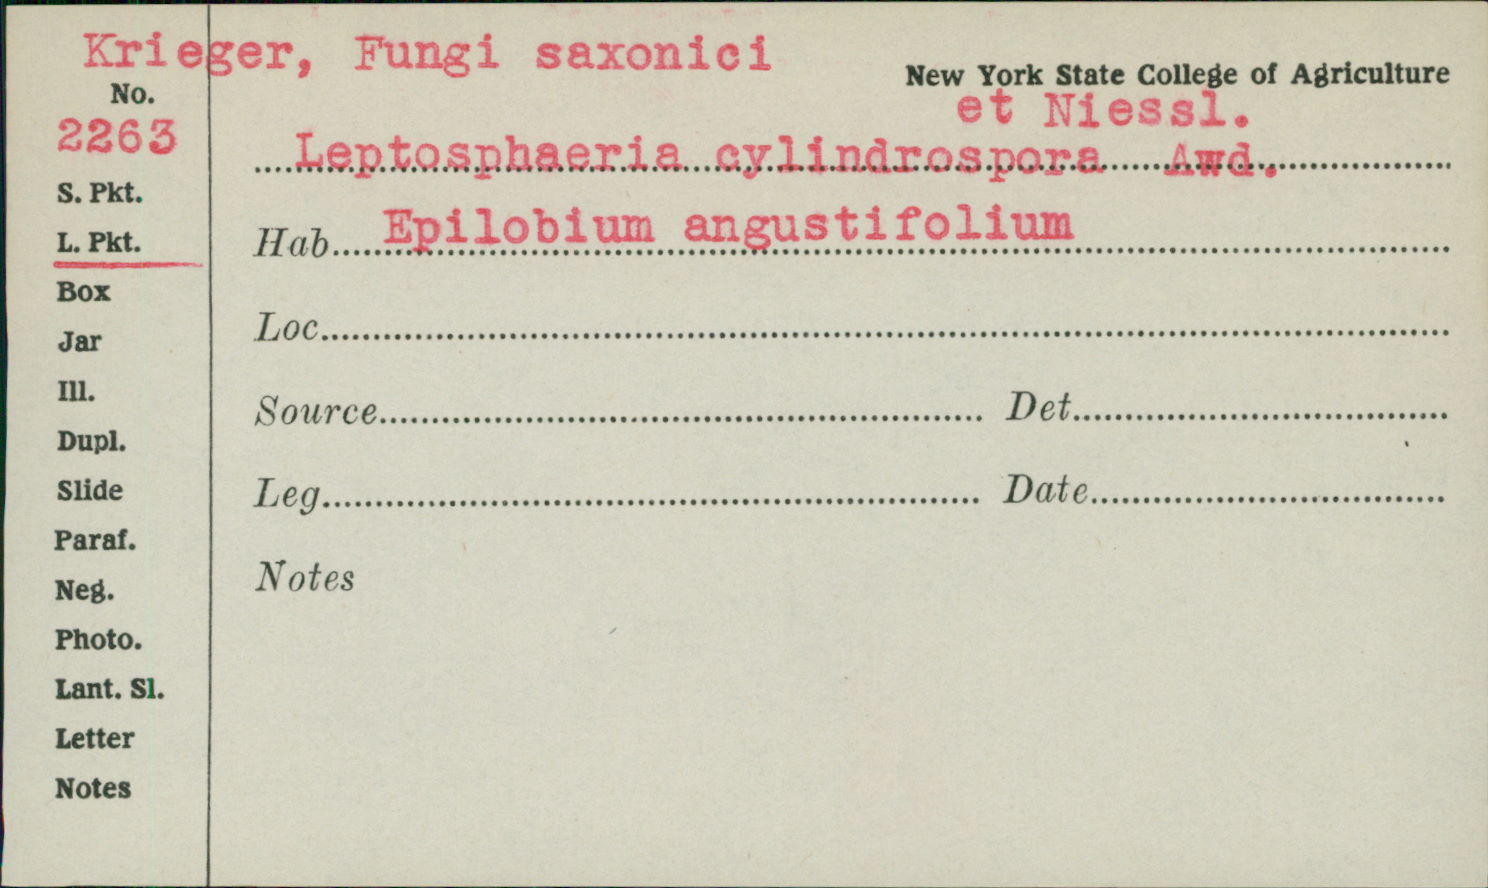 Krieger, Fungi saxonici
New York State College of Agriculture
No.
2263
et Niessl.
Leptosphaeria cylindrospora Awd.
S. Pkt.
Hab. Epilobium angustifolium
L. Pkt.
Box
Loc.
Jar
Ill.
Source Det.
Dupl.
Slide
Leg. Date
Paraf.
Notes
Neg.
Photo.
Lant. Sl.
Letter
Notes